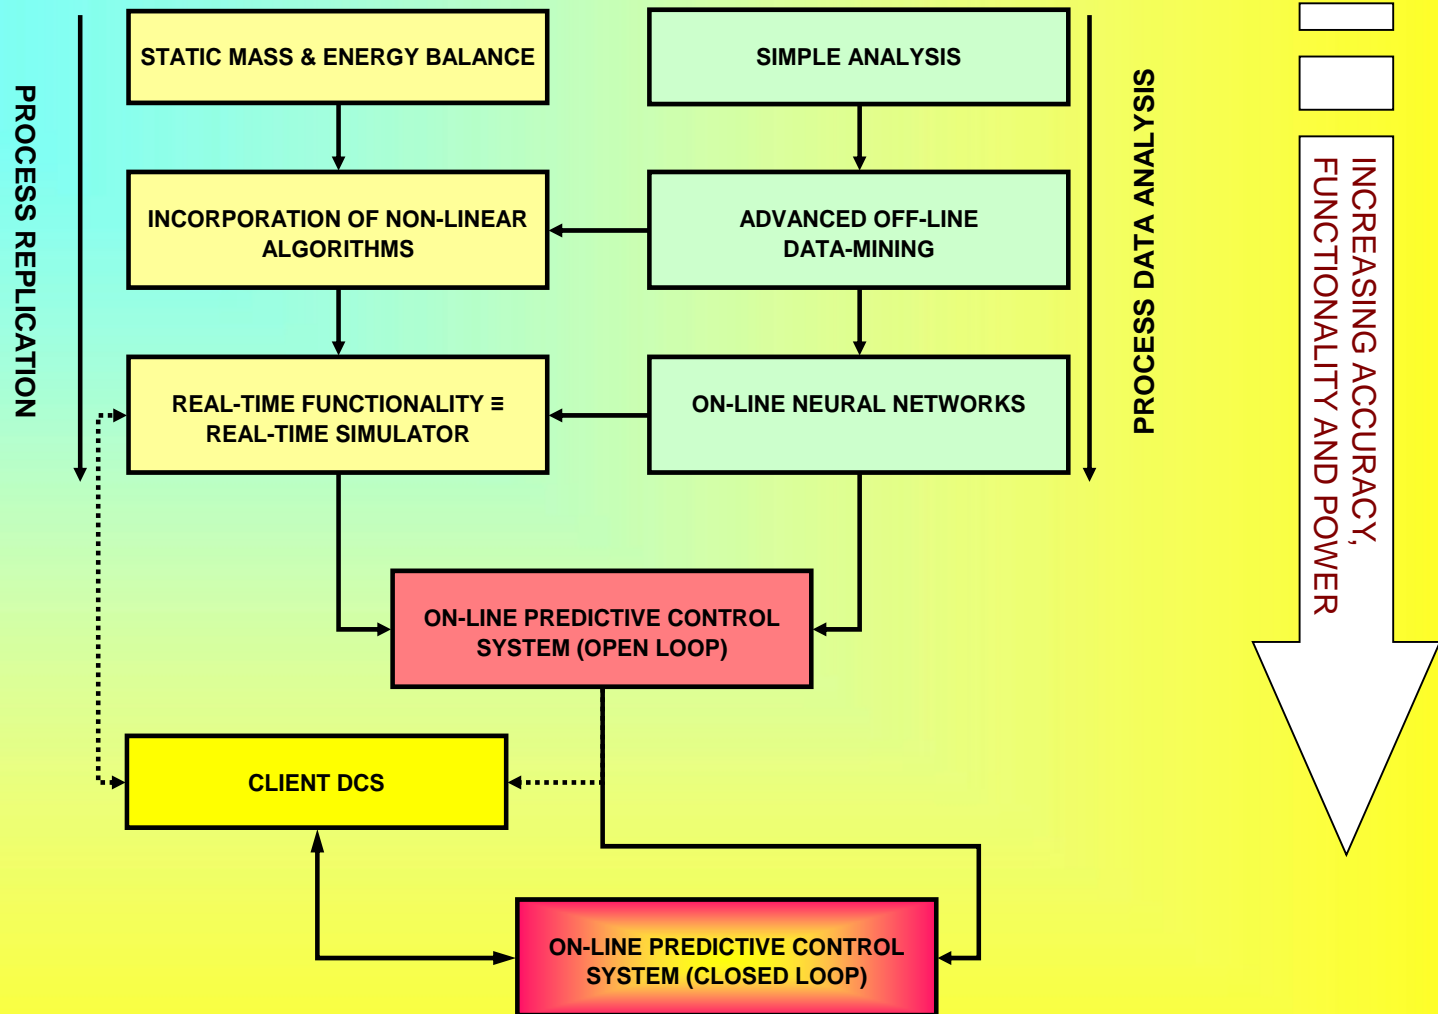 PROCESS REPLICATION
STATIC MASS & ENERGY BALANCE
SIMPLE ANALYSIS
INCORPORATION OF NON-LINEAR
ALGORITHMS
ADVANCED OFF-LINE
DATA-MINING
REAL-TIME FUNCTIONALITY ≡
REAL-TIME SIMULATOR
ON-LINE NEURAL NETWORKS
PROCESS DATA ANALYSIS
INCREASING ACCURACY,
FUNCTIONALITY AND POWER
ON-LINE PREDICTIVE CONTROL
SYSTEM (OPEN LOOP)
CLIENT DCS
ON-LINE PREDICTIVE CONTROL
SYSTEM (CLOSED LOOP)